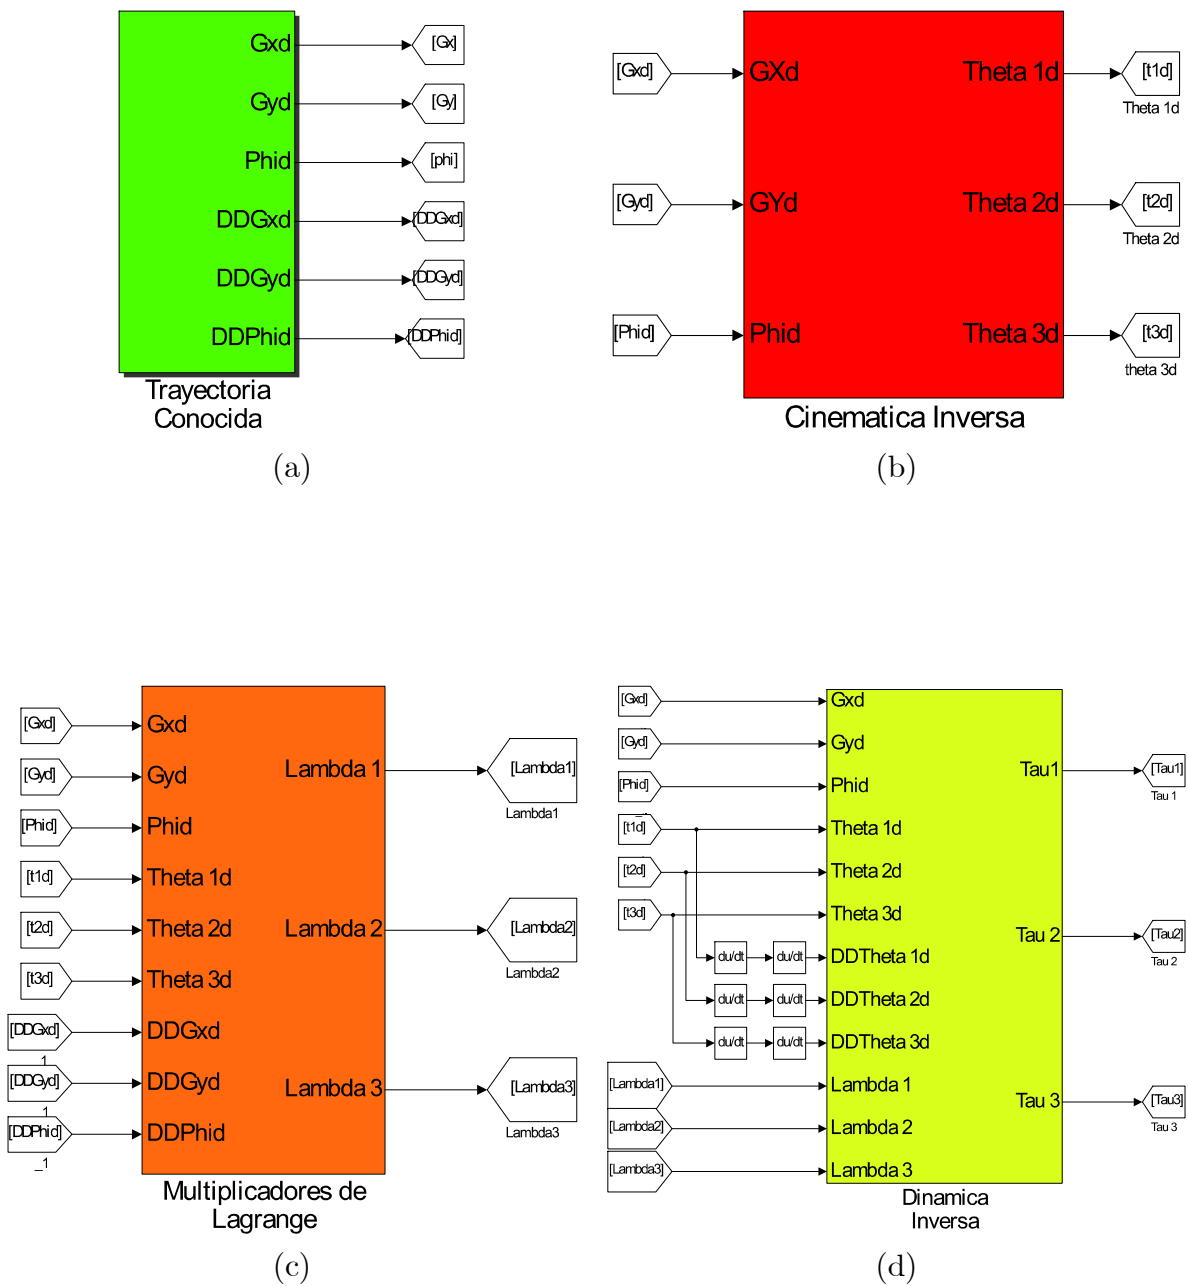 Gxd
[Gx]
Gyd
[Gy]
Phid
[phi]
DDGxd
[DDGxd]
DDGyd
[DDGyd]
DDPhid
[DDPhid]
Trayectoria
Conocida
(a)
[Gxd]
GXd
Theta 1d
[t1d]
Theta 1d
[Gyd]
GYd
Theta 2d
[t2d]
Theta 2d
[Phid]
Phid
Theta 3d
[t3d]
theta 3d
Cinematica Inversa
(b)
[Gxd]
Gxd
[Gyd]
Gyd
[Phid]
Phid
[t1d]
Theta 1d
[t2d]
Theta 2d
[t3d]
Theta 3d
[DDGxd]
1
DDGxd
[DDGyd]
1
DDGyd
[DDPhid]
_1
DDPhid
Lambda 1
[Lambda1]
Lambda1
Lambda 2
[Lambda2]
Lambda2
Lambda 3
[Lambda3]
Lambda3
Multiplicadores de
Lagrange
(c)
[Gxd]
Gxd
[Gyd]
Gyd
[Phid]
Phid
[t1d]
Theta 1d
[t2d]
Theta 2d
[t3d]
Theta 3d
du/dt
du/dt
DDTheta 1d
du/dt
du/dt
DDTheta 2d
du/dt
du/dt
DDTheta 3d
[Lambda1]
Lambda 1
[Lambda2]
Lambda 2
[Lambda3]
Lambda 3
Tau1
[Tau1]
Tau 1
Tau 2
[Tau2]
Tau 2
Tau 3
[Tau3]
Tau 3
Dinamica
Inversa
(d)